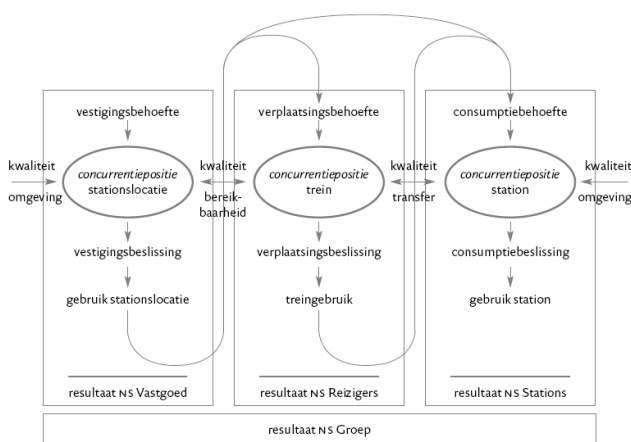 vestigingsbehoefte
verplaatsingsbehoefte
consumptiebehoefte
kwaliteit
omgeving
concurrentiepositie
stationslocatie
kwaliteit
bereik-
baarheid
concurrentiepositie
trein
kwaliteit
transfer
concurrentiepositie
station
kwaliteit
omgeving
vestigingsbeslissing
verplaatsingsbeslissing
consumptiebeslissing
gebruik stationslocatie
treingebruik
gebruik station
resultaat NS Vastgoed
resultaat NS Reizigers
resultaat NS Stations
resultaat NS Groep